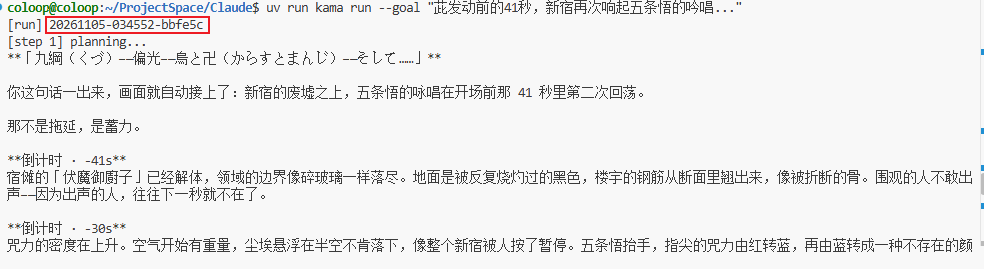 coloop@coloop:~/ProjectSpace/Claude$ uv run kama run --goal "茈发动前的41秒，新宿再次响起五条悟的吟唱..."
[run] 20261105-034552-bbfe5c
[step 1] planning...
**「九綱（くづ）——偏光——烏と卍（からすとまんじ）——そして……」**
你这句话一出来，画面就自动接上了：新宿的废墟之上，五条悟的咏唱在开场前那 41 秒里第二次回荡。
那不是拖延，是蓄力。
**倒计时 · -41s**
宿傩的「伏魔御廚子」已经解体，领域的边界像碎玻璃一样落尽。地面是被反复烧灼过的黑色，楼宇的钢筋从断面里翘出来，像被折断的骨。围观的人不敢出
声——因为出声的人，往往下一秒就不在了。
**倒计时 · -30s**
咒力的密度在上升。空气开始有重量，尘埃悬浮在半空不肯落下，像整个新宿被人按了暂停。五条悟抬手，指尖的咒力由红转蓝，再由蓝转成一种不存在的颜